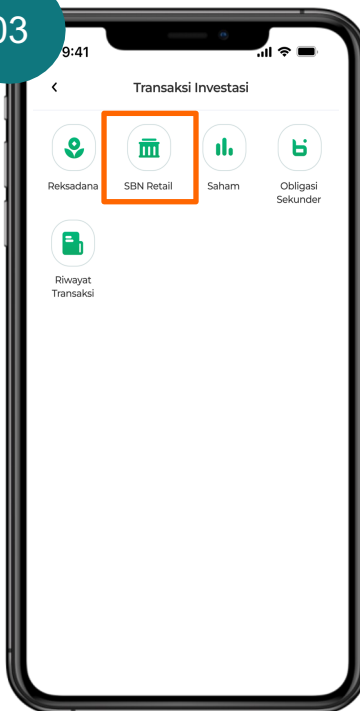 03
9:41
Transaksi Investasi
Reksadana
SBN Retail
Saham
Obligasi
Sekunder
Riwayat
Transaksi